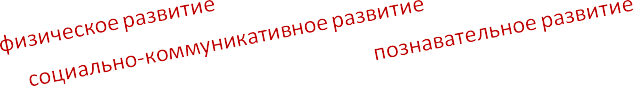 физическое развитие
социально-коммуникативное развитие
познавательное развитие